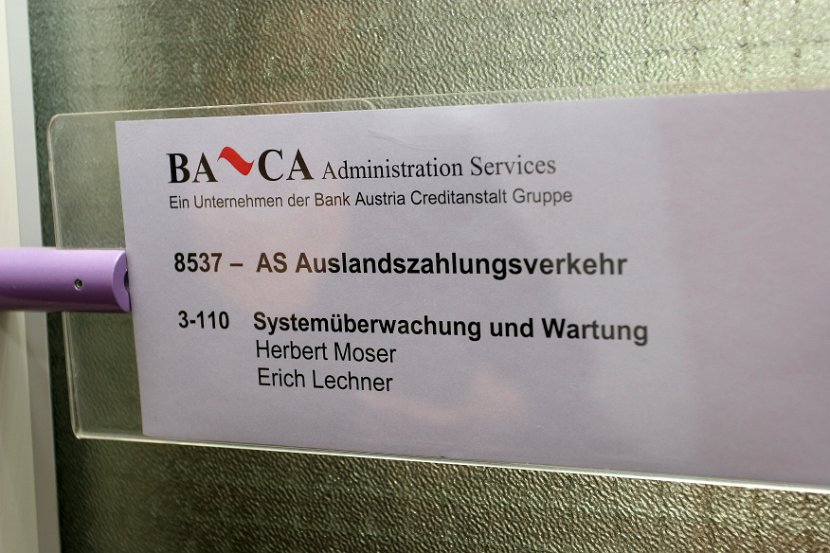 BA~CA Administration Services
Ein Unternehmen der Bank Austria Creditanstalt Gruppe
8537 – AS Auslandszahlungsverkehr
3-110 Systemüberwachung und Wartung
Herbert Moser
Erich Lechner